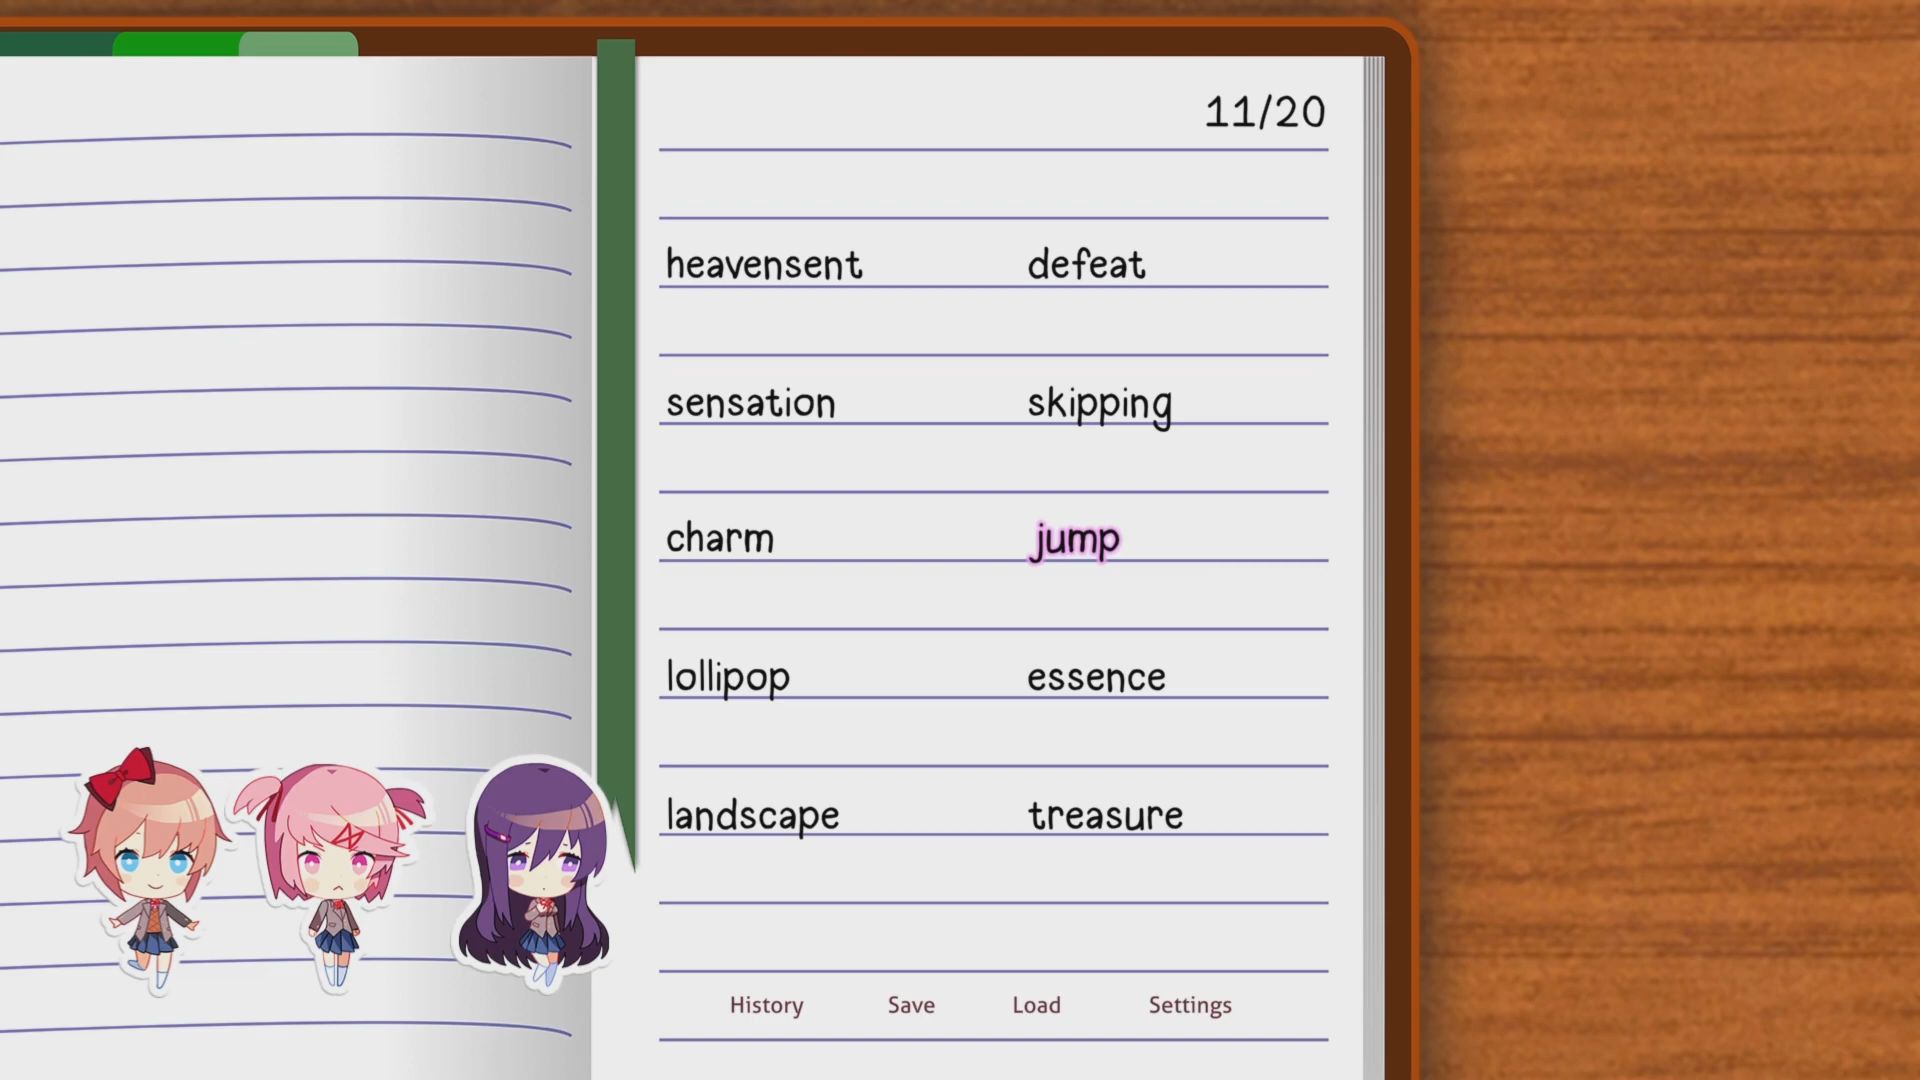 11/20
heavensent defeat
sensation skipping
charm jump
lollipop essence
landscape treasure
History Save Load Settings